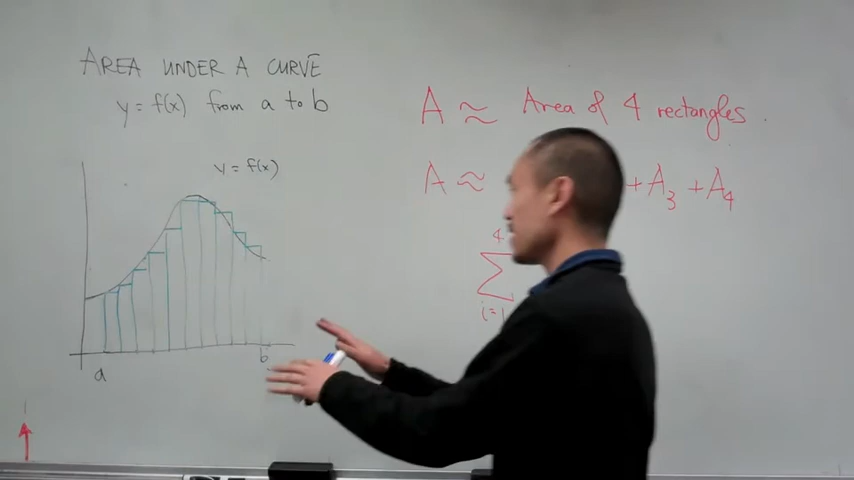 AREA UNDER A CURVE
y = f(x) from a to b
y = f(x)
a
b
A ≈ Area of 4 rectangles
A ≈ + A₃ + A₄
4
Σ
i=1